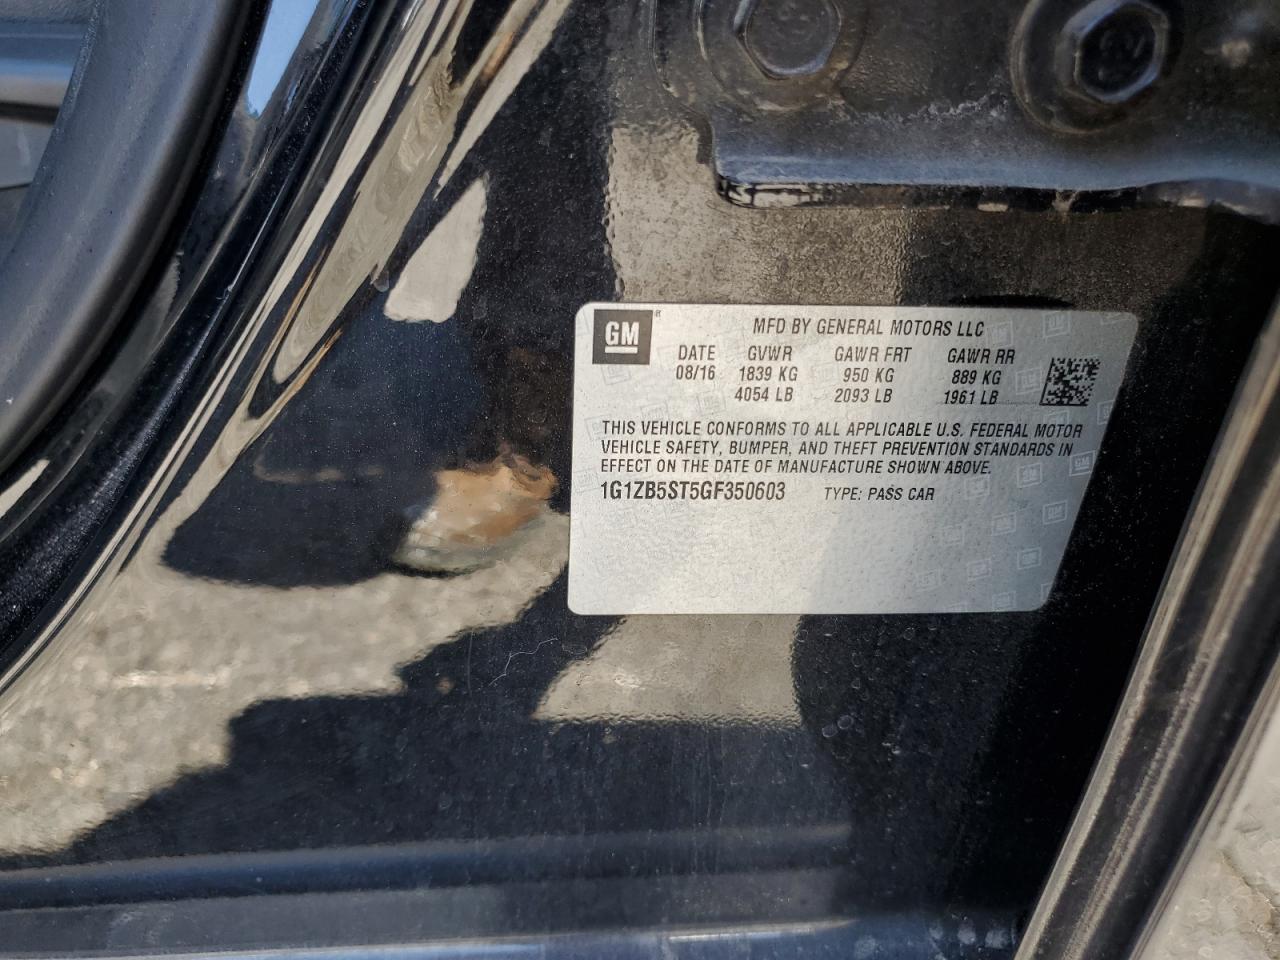 GM ®
MFD BY GENERAL MOTORS LLC
DATE GVWR GAWR FRT GAWR RR
08/16 1839 KG 950 KG 889 KG
4054 LB 2093 LB 1961 LB
THIS VEHICLE CONFORMS TO ALL APPLICABLE U.S. FEDERAL MOTOR
VEHICLE SAFETY, BUMPER, AND THEFT PREVENTION STANDARDS IN
EFFECT ON THE DATE OF MANUFACTURE SHOWN ABOVE.
1G1ZB5ST5GF350603 TYPE: PASS CAR